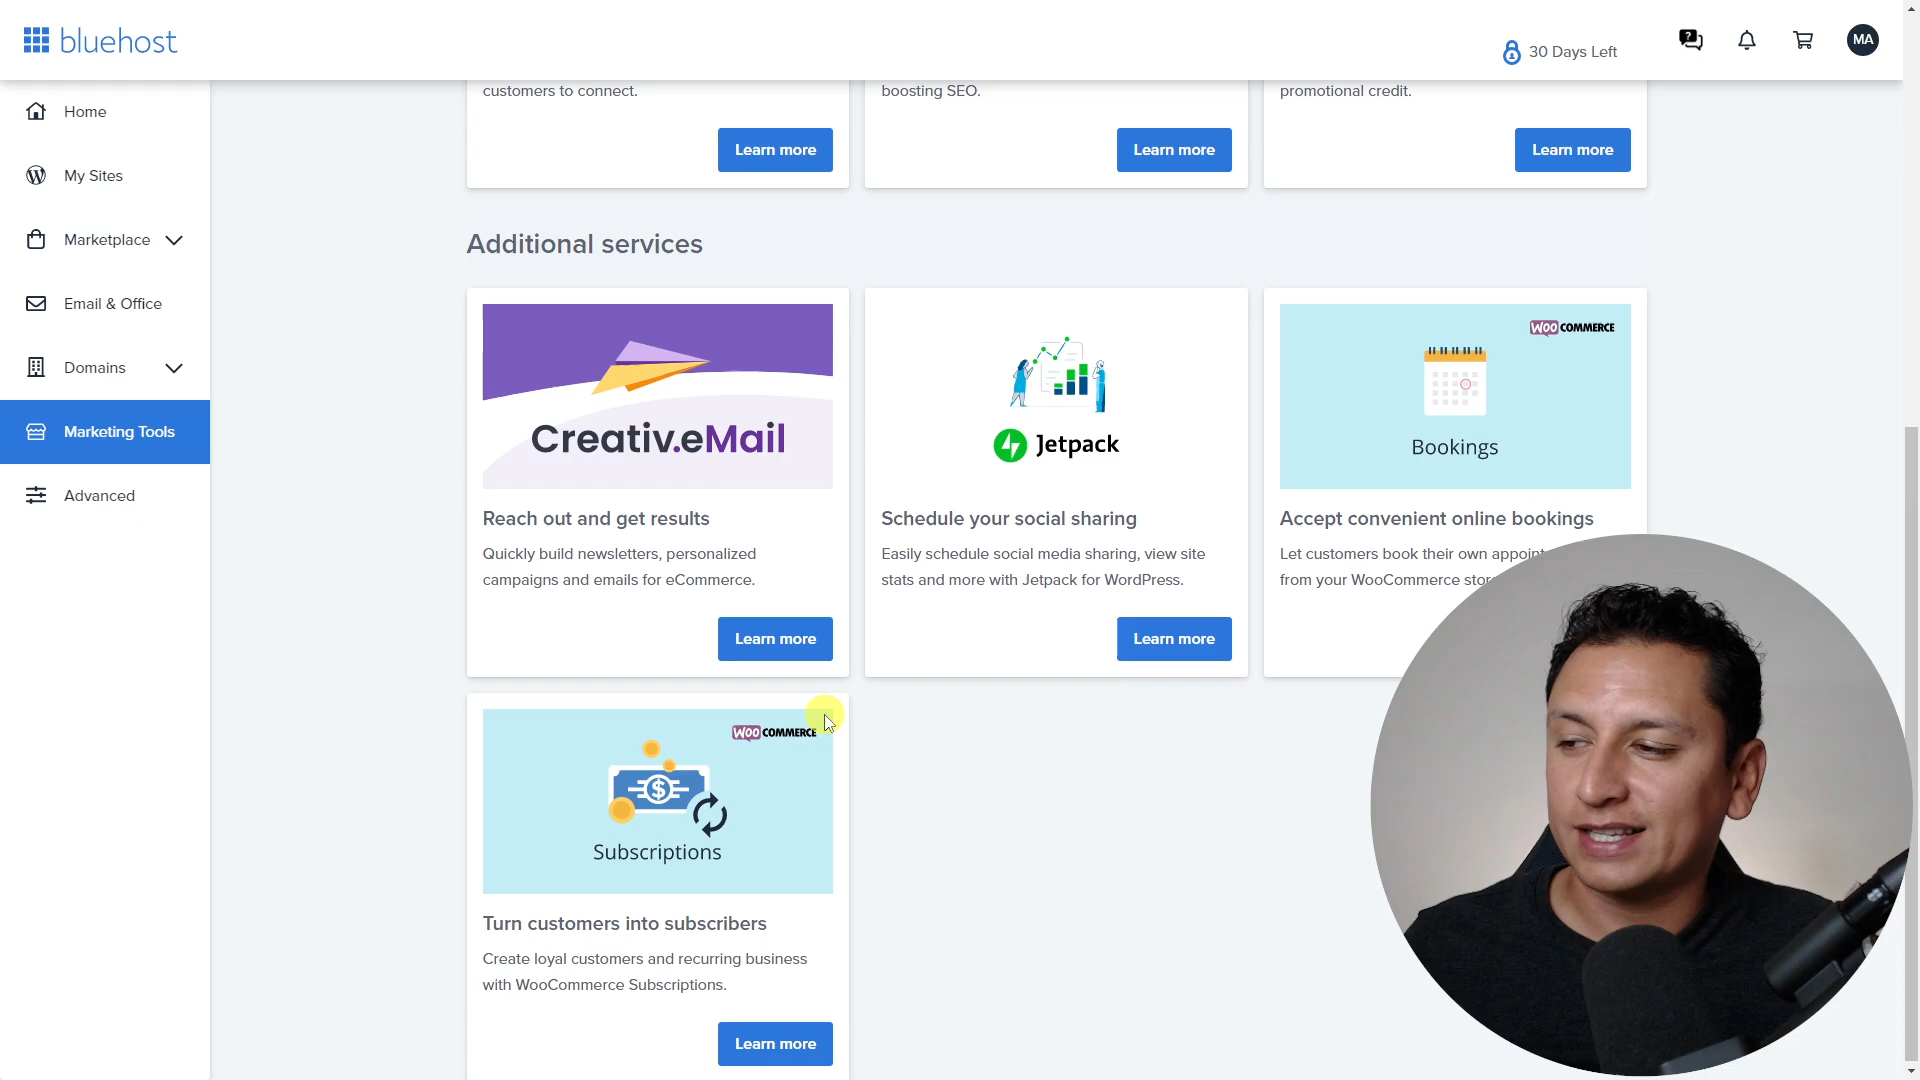 bluehost
30 Days Left
MA
Home
My Sites
Marketplace
Email & Office
Domains
Marketing Tools
Advanced
customers to connect.
Learn more
boosting SEO.
Learn more
promotional credit.
Learn more
Additional services
Creativ.eMail
Reach out and get results
Quickly build newsletters, personalized
campaigns and emails for eCommerce.
Learn more
Jetpack
Schedule your social sharing
Easily schedule social media sharing, view site
stats and more with Jetpack for WordPress.
Learn more
WOO COMMERCE
Bookings
Accept convenient online bookings
Let customers book their own
from your WooCommerce
WOO COMMERCE
Subscriptions
Turn customers into subscribers
Create loyal customers and recurring business
with WooCommerce Subscriptions.
Learn more